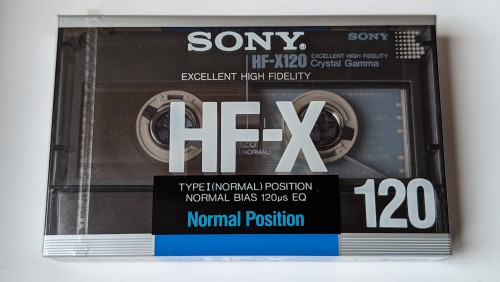 SONY®
SONY
HF-X120
EXCELLENT HIGH FIDELITY
Crystal Gamma
EXCELLENT HIGH FIDELITY
HF-X
(NORMAL)
TYPE I (NORMAL) POSITION
NORMAL BIAS 120μs EQ
Normal Position
120